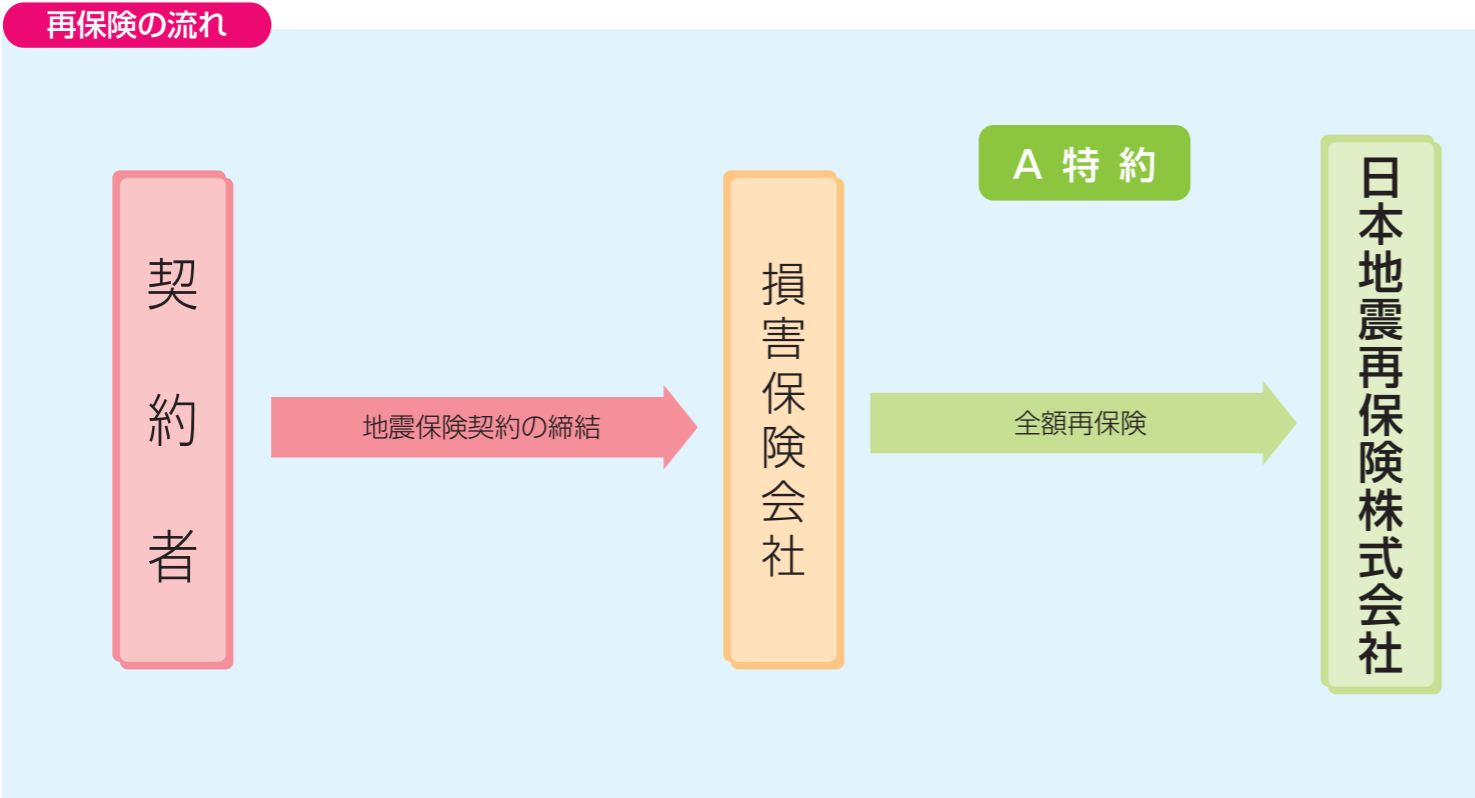 再保険の流れ
契約者
地震保険契約の締結
損害保険会社
A 特 約
全額再保険
日本地震再保険株式会社